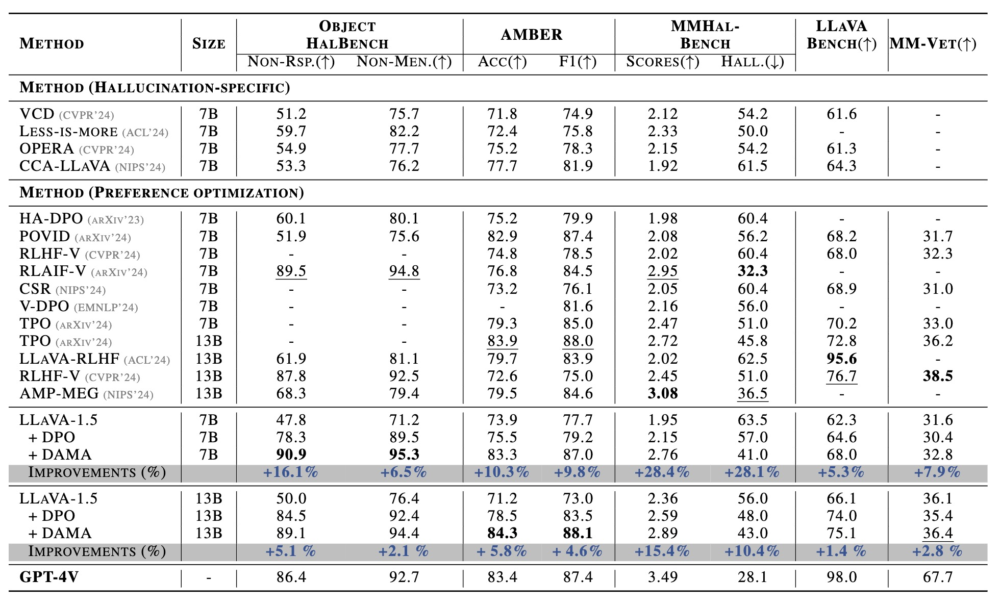 METHOD SIZE OBJECT HALBENCH AMBER MMHAL-BENCH LLAVA BENCH(↑) MM-VET(↑)
NON-RSP.(↑) NON-MEN.(↑) ACC(↑) F1(↑) SCORES(↑) HALL.(↓)
METHOD (HALLUCINATION-SPECIFIC)
VCD (CVPR'24) 7B 51.2 75.7 71.8 74.9 2.12 54.2 61.6 -
LESS-IS-MORE (ACL'24) 7B 59.7 82.2 72.4 75.8 2.33 50.0 - -
OPERA (CVPR'24) 7B 54.9 77.7 75.2 78.3 2.15 54.2 61.3 -
CCA-LLAVA (NIPS'24) 7B 53.3 76.2 77.7 81.9 1.92 61.5 64.3 -
METHOD (PREFERENCE OPTIMIZATION)
HA-DPO (ARXIV'23) 7B 60.1 80.1 75.2 79.9 1.98 60.4 - -
POVID (ARXIV'24) 7B 51.9 75.6 82.9 87.4 2.08 56.2 68.2 31.7
RLHF-V (CVPR'24) 7B - - 74.8 78.5 2.02 60.4 68.0 32.3
RLAIF-V (ARXIV'24) 7B 89.5 94.8 76.8 84.5 2.95 32.3 - -
CSR (NIPS'24) 7B - - 73.2 76.1 2.05 60.4 68.9 31.0
V-DPO (EMNLP'24) 7B - - - 81.6 2.16 56.0 - -
TPO (ARXIV'24) 7B - - 79.3 85.0 2.47 51.0 70.2 33.0
TPO (ARXIV'24) 13B - - 83.9 88.0 2.72 45.8 72.8 36.2
LLAVA-RLHF (ACL'24) 13B 61.9 81.1 79.7 83.9 2.02 62.5 95.6 -
RLHF-V (CVPR'24) 13B 87.8 92.5 72.6 75.0 2.45 51.0 76.7 38.5
AMP-MEG (NIPS'24) 13B 68.3 79.4 79.5 84.6 3.08 36.5 - -
LLAVA-1.5 7B 47.8 71.2 73.9 77.7 1.95 63.5 62.3 31.6
+ DPO 7B 78.3 89.5 75.5 79.2 2.15 57.0 64.6 30.4
+ DAMA 7B 90.9 95.3 83.3 87.0 2.76 41.0 68.0 32.8
IMPROVEMENTS (%) +16.1% +6.5% +10.3% +9.8% +28.4% +28.1% +5.3% +7.9%
LLAVA-1.5 13B 50.0 76.4 71.2 73.0 2.36 56.0 66.1 36.1
+ DPO 13B 84.5 92.4 78.5 83.5 2.59 48.0 74.0 35.4
+ DAMA 13B 89.1 94.4 84.3 88.1 2.89 43.0 75.1 36.4
IMPROVEMENTS (%) +5.1 % +2.1 % + 5.8% + 4.6% +15.4% +10.4% +1.4 % +2.8 %
GPT-4V - 86.4 92.7 83.4 87.4 3.49 28.1 98.0 67.7